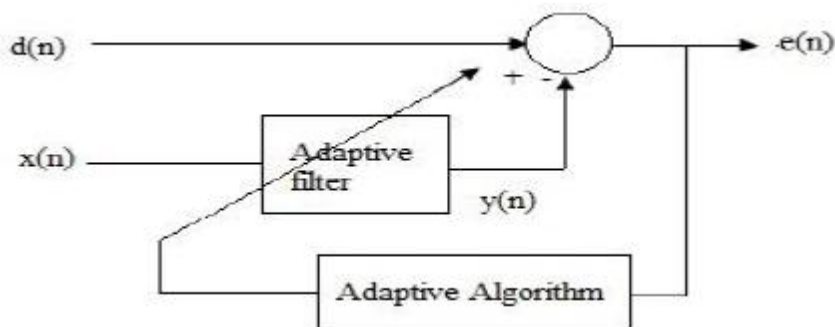 d(n)
e(n)
+ -
x(n)
Adaptive
filter
y(n)
Adaptive Algorithm